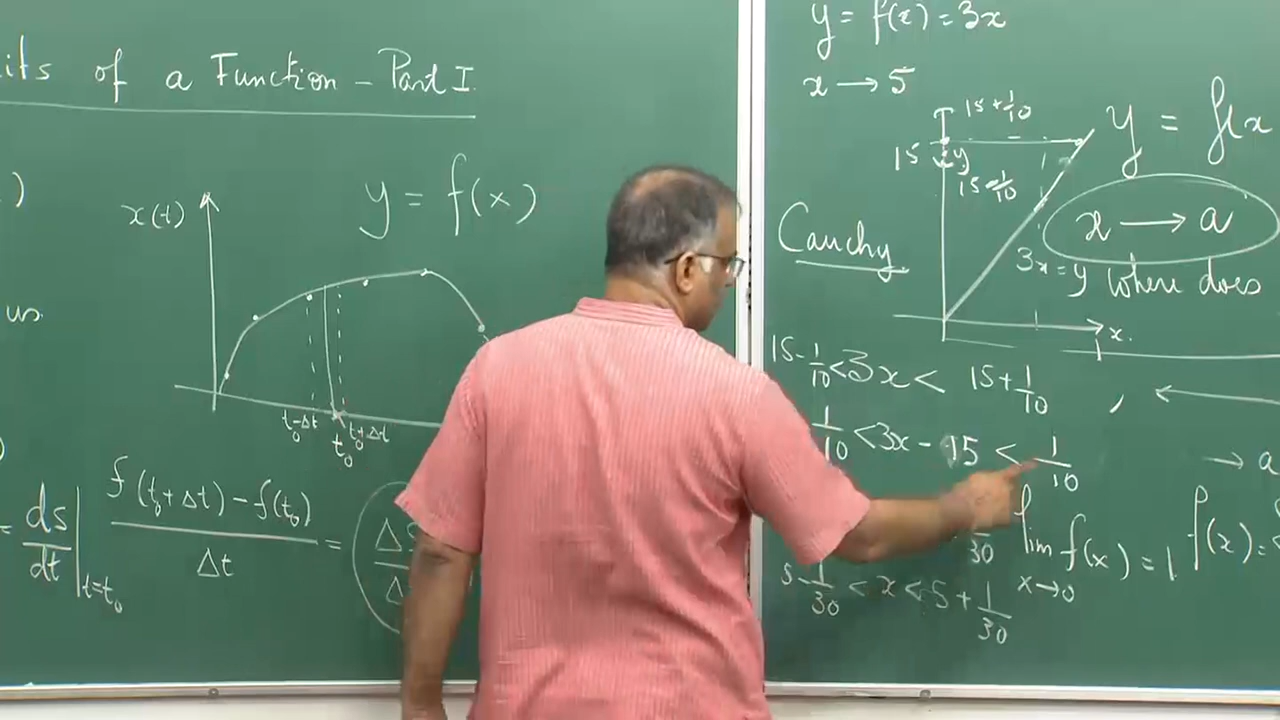 its of a Function - Part I
)
x(t)
y = f(x)
us
t₀-Δt
t₀+Δt
t₀
= ds/dt |t=t₀
(f(t₀+Δt) - f(t₀))/Δt =
y = f(x) = 3x
x → 5
15 + 1/10
15
y
15 - 1/10
y = f(x
Cauchy
x → a
3x = y
Where does
x
15 - 1/10 < 3x < 15 + 1/10
1/10 < 3x - 15 < 1/10
→ a
30
lim x→0 f(x) = 1
f(x) =
5 - 1/30 < x < 5 + 1/30